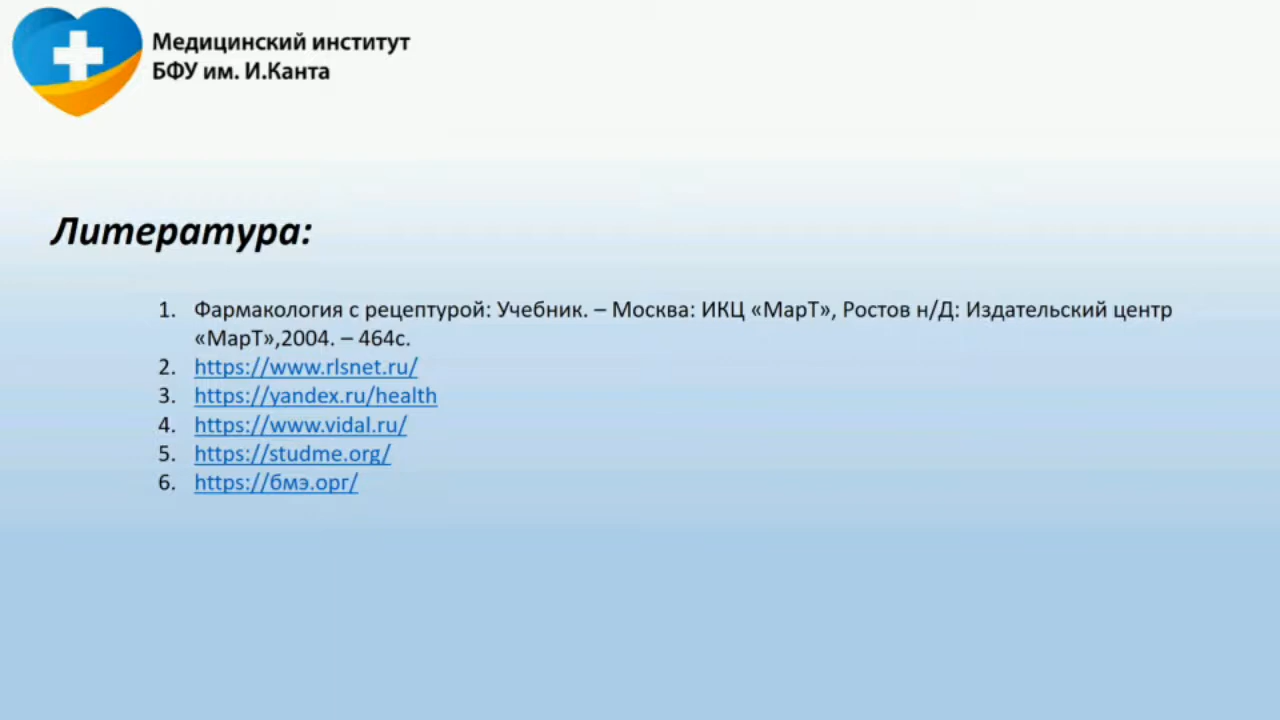 Медицинский институт
БФУ им. И.Канта
Литература:
1. Фармакология с рецептурой: Учебник. – Москва: ИКЦ «МарТ», Ростов н/Д: Издательский центр
«МарТ»,2004. – 464с.
2. https://www.rlsnet.ru/
3. https://yandex.ru/health
4. https://www.vidal.ru/
5. https://studme.org/
6. https://бмэ.орг/